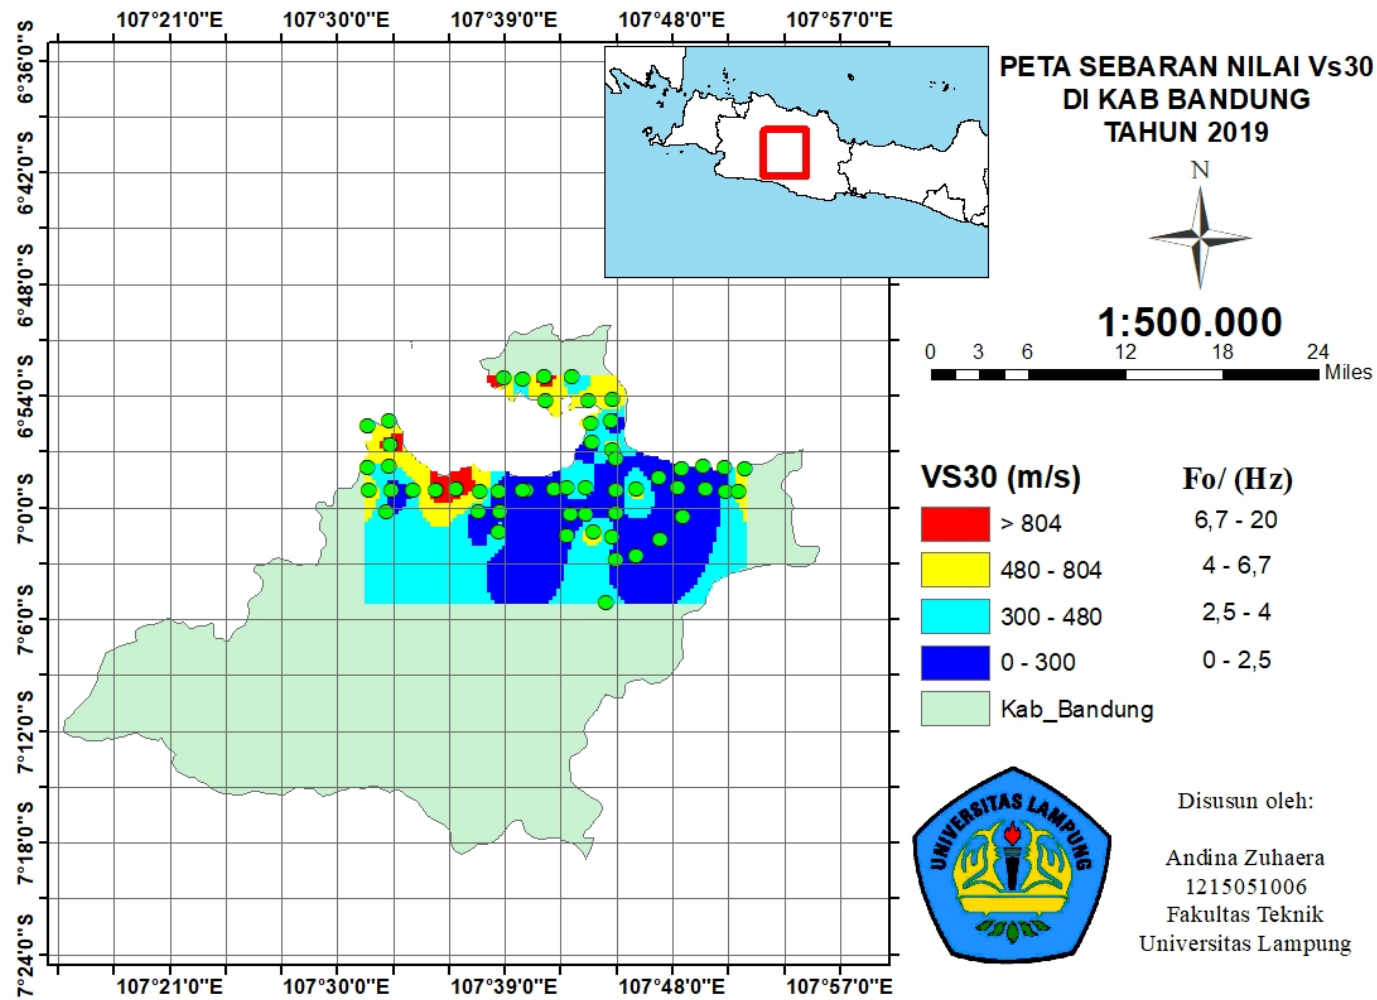 107°21'0"E 107°30'0"E 107°39'0"E 107°48'0"E 107°57'0"E
6°36'0"S
6°42'0"S
6°48'0"S
6°54'0"S
7°0'0"S
7°6'0"S
7°12'0"S
7°18'0"S
7°24'0"S
107°21'0"E 107°30'0"E 107°39'0"E 107°48'0"E 107°57'0"E
PETA SEBARAN NILAI Vs30
DI KAB BANDUNG
TAHUN 2019
N
1:500.000
0 3 6 12 18 24
Miles
VS30 (m/s) Fo/ (Hz)
> 804 6,7 - 20
480 - 804 4 - 6,7
300 - 480 2,5 - 4
0 - 300 0 - 2,5
Kab_Bandung
UNIVERSITAS LAMPUNG
Disusun oleh:
Andina Zuhaera
1215051006
Fakultas Teknik
Universitas Lampung